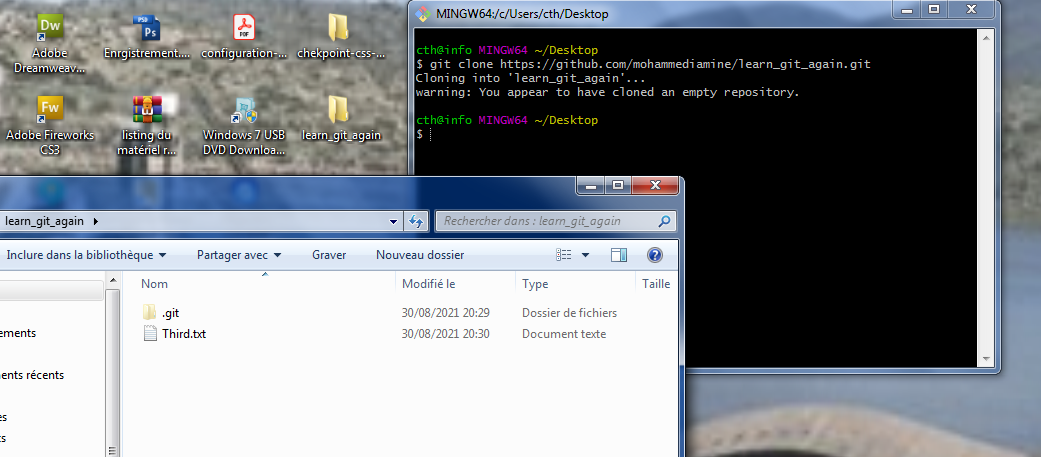 Adobe
Dreamweav...
Enrgistrement....
configuration-...
chekpoint-css-...
Adobe Fireworks
CS3
listing du
matériel r...
Windows 7 USB
DVD Downloa...
learn_git_again
MINGW64:/c/Users/cth/Desktop
cth@info MINGW64 ~/Desktop
$ git clone https://github.com/mohammediamine/learn_git_again.git
Cloning into 'learn_git_again'...
warning: You appear to have cloned an empty repository.
cth@info MINGW64 ~/Desktop
$
learn_git_again
Rechercher dans : learn_git_again
Inclure dans la bibliothèque
Partager avec
Graver
Nouveau dossier
Nom
Modifié le
Type
Taille
.git
30/08/2021 20:29
Dossier de fichiers
Third.txt
30/08/2021 20:30
Document texte
ements
ents récents
es
ts